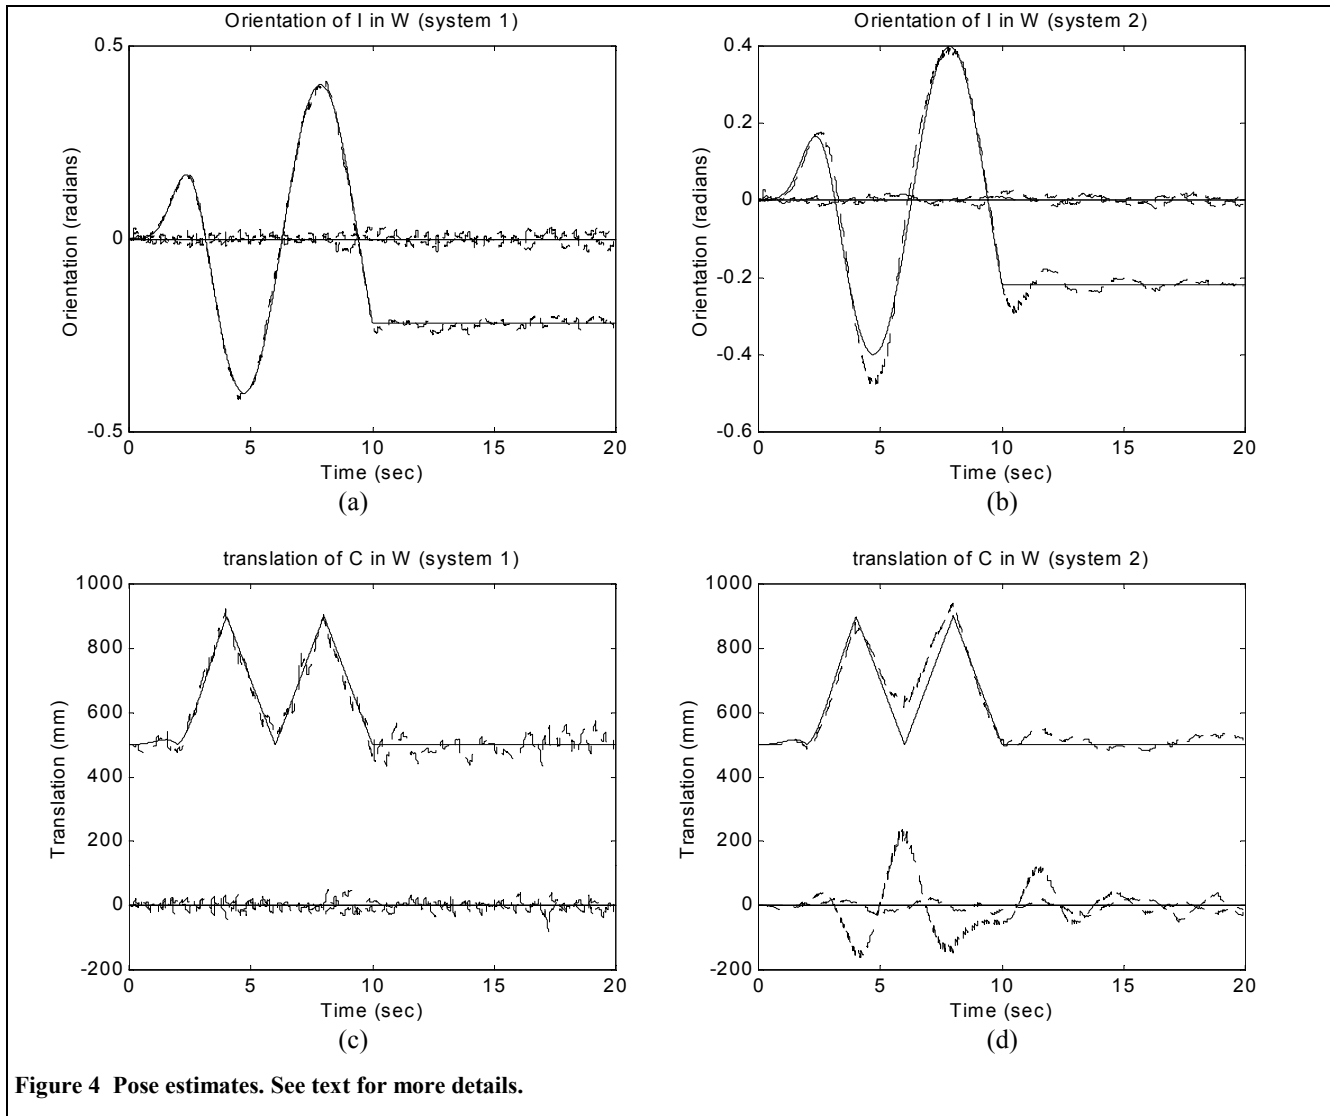 Orientation of I in W (system 1)
0.5
0
-0.5
Orientation (radians)
0 5 10 15 20
Time (sec)
(a)
Orientation of I in W (system 2)
0.4
0.2
0
-0.2
-0.4
-0.6
Orientation (radians)
0 5 10 15 20
Time (sec)
(b)
translation of C in W (system 1)
1000
800
600
400
200
0
-200
Translation (mm)
0 5 10 15 20
Time (sec)
(c)
translation of C in W (system 2)
1000
800
600
400
200
0
-200
Translation (mm)
0 5 10 15 20
Time (sec)
(d)
Figure 4 Pose estimates. See text for more details.